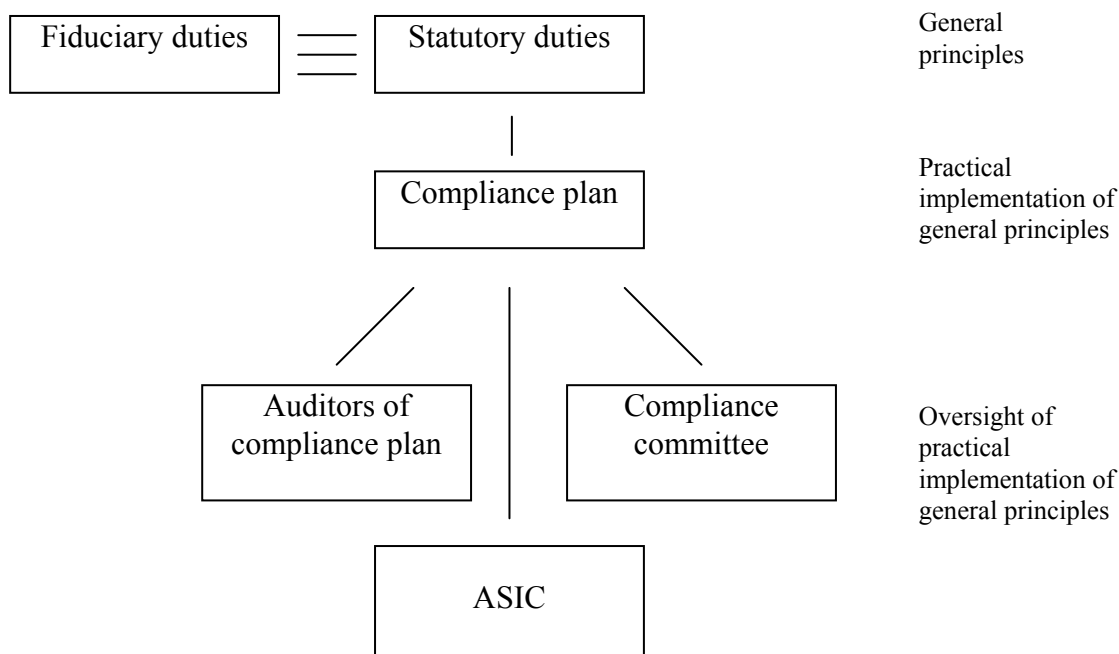 Fiduciary duties
Statutory duties
General
principles
Compliance plan
Practical
implementation of
general principles
Auditors of
compliance plan
Compliance
committee
Oversight of
practical
implementation of
general principles
ASIC